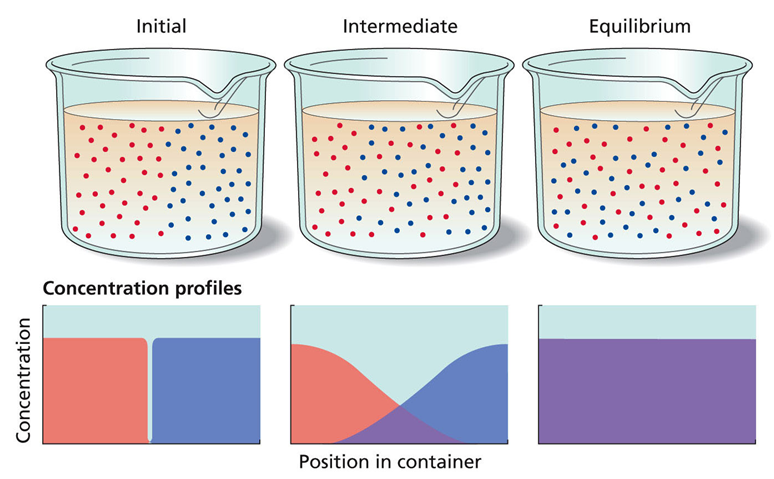 Initial
Intermediate
Equilibrium
Concentration profiles
Concentration
Position in container